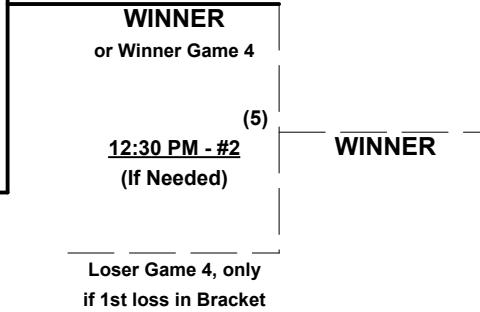 WINNER
or Winner Game 4
(5)
12:30 PM - #2
WINNER
(If Needed)
Loser Game 4, only
if 1st loss in Bracket